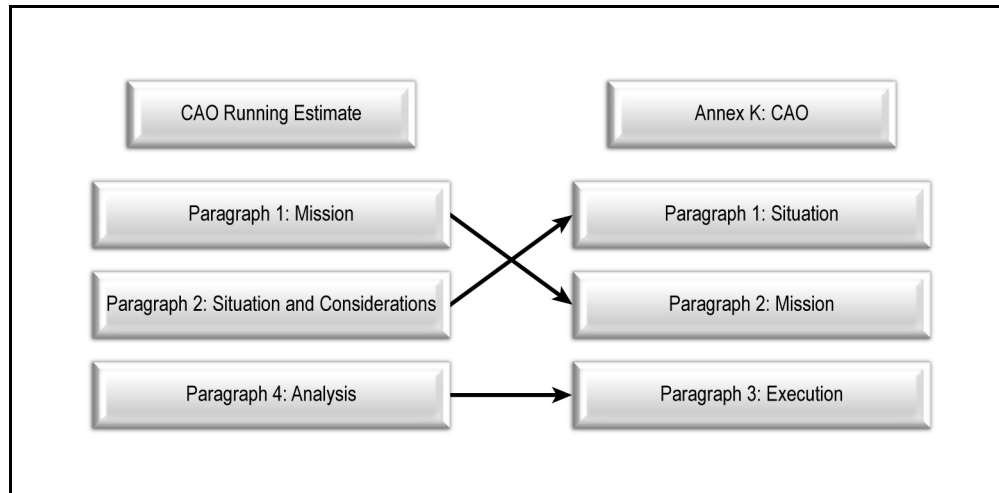 CAO Running Estimate
Annex K: CAO
Paragraph 1: Mission
Paragraph 1: Situation
Paragraph 2: Situation and Considerations
Paragraph 2: Mission
Paragraph 4: Analysis
Paragraph 3: Execution